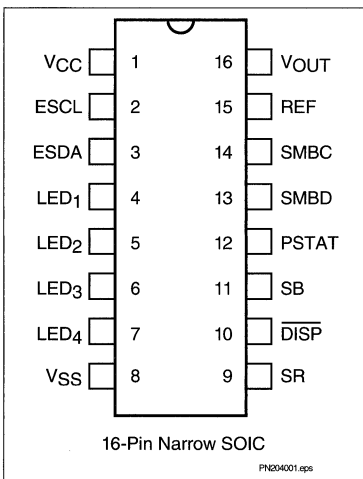 VCC 1 16 VOUT
ESCL 2 15 REF
ESDA 3 14 SMBC
LED1 4 13 SMBD
LED2 5 12 PSTAT
LED3 6 11 SB
LED4 7 10 DISP
VSS 8 9 SR
16-Pin Narrow SOIC
PN204001.eps